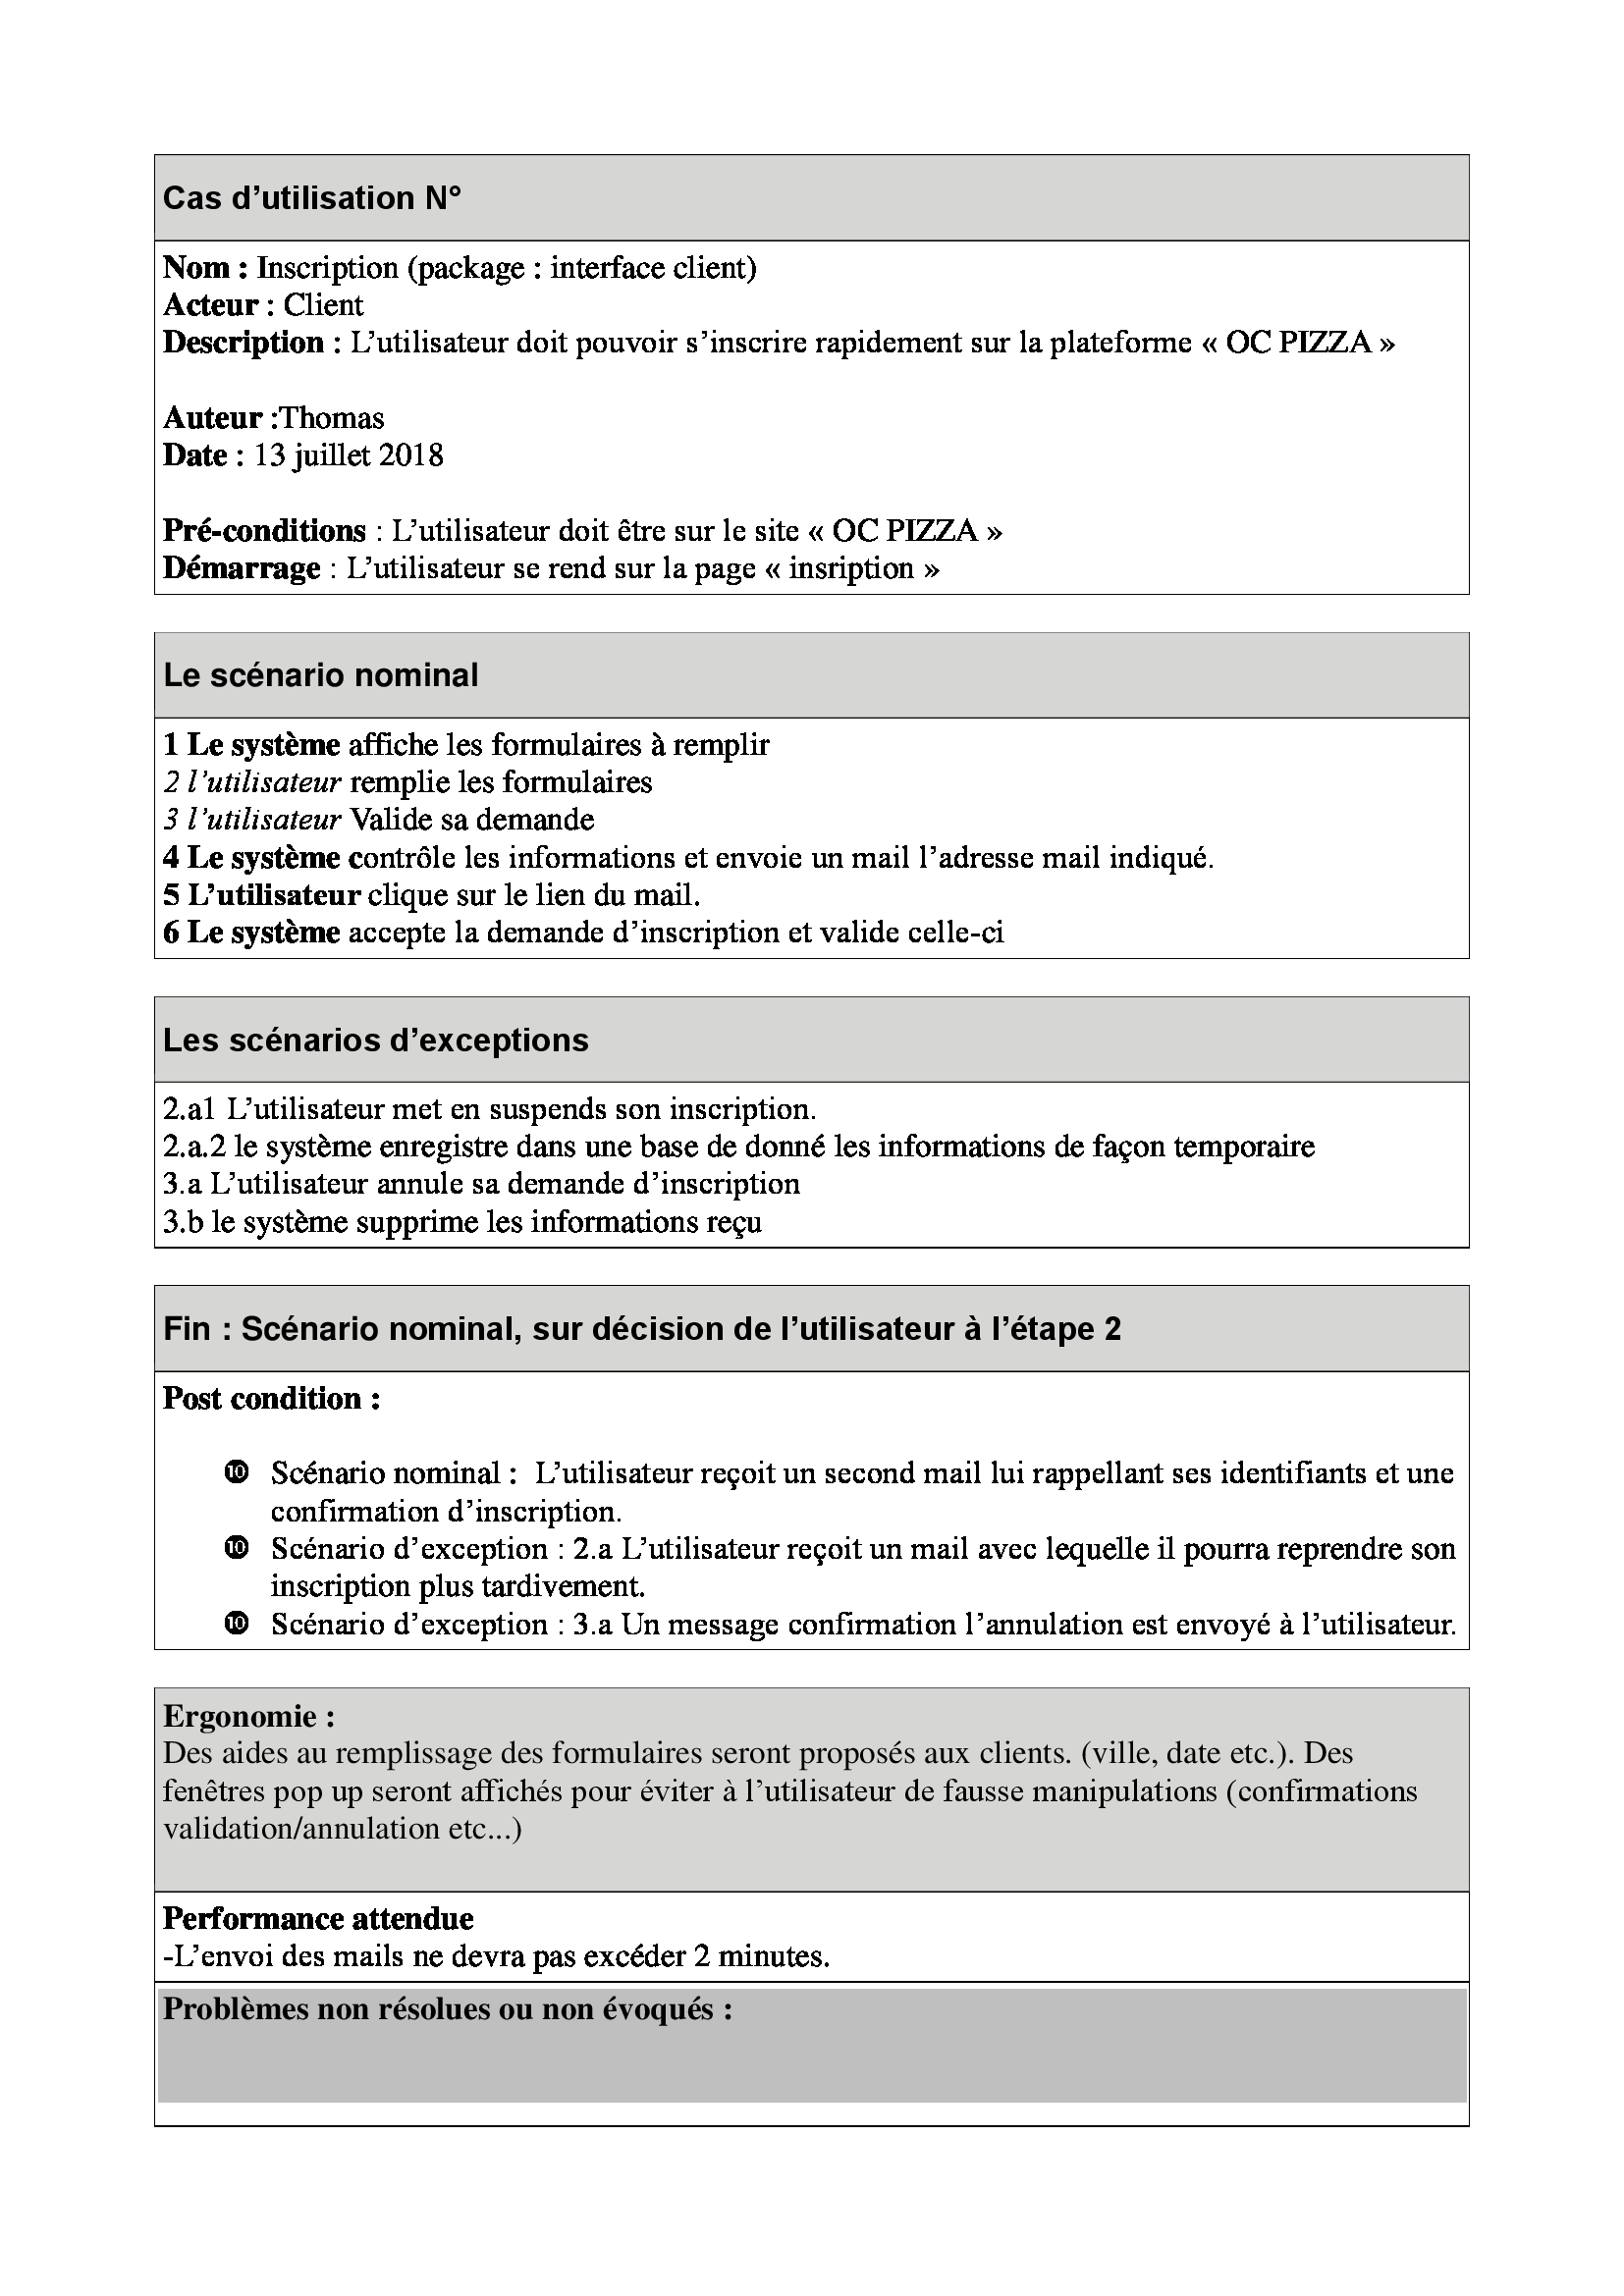 Cas d’utilisation N°
Nom : Inscription (package : interface client)
Acteur : Client
Description : L’utilisateur doit pouvoir s’inscrire rapidement sur la plateforme « OC PIZZA »
Auteur :Thomas
Date : 13 juillet 2018
Pré-conditions : L’utilisateur doit être sur le site « OC PIZZA »
Démarrage : L’utilisateur se rend sur la page « insription »
Le scénario nominal
1 Le système affiche les formulaires à remplir
2 l’utilisateur remplie les formulaires
3 l’utilisateur Valide sa demande
4 Le système contrôle les informations et envoie un mail l’adresse mail indiqué.
5 L’utilisateur clique sur le lien du mail.
6 Le système accepte la demande d’inscription et valide celle-ci
Les scénarios d’exceptions
2.a1 L’utilisateur met en suspends son inscription.
2.a.2 le système enregistre dans une base de donné les informations de façon temporaire
3.a L’utilisateur annule sa demande d’inscription
3.b le système supprime les informations reçu
Fin : Scénario nominal, sur décision de l’utilisateur à l’étape 2
Post condition :
❿ Scénario nominal : L’utilisateur reçoit un second mail lui rappellant ses identifiants et une
confirmation d’inscription.
❿ Scénario d’exception : 2.a L’utilisateur reçoit un mail avec lequelle il pourra reprendre son
inscription plus tardivement.
❿ Scénario d’exception : 3.a Un message confirmation l’annulation est envoyé à l’utilisateur.
Ergonomie :
Des aides au remplissage des formulaires seront proposés aux clients. (ville, date etc.). Des
fenêtres pop up seront affichés pour éviter à l’utilisateur de fausse manipulations (confirmations
validation/annulation etc...)
Performance attendue
-L’envoi des mails ne devra pas excéder 2 minutes.
Problèmes non résolues ou non évoqués :